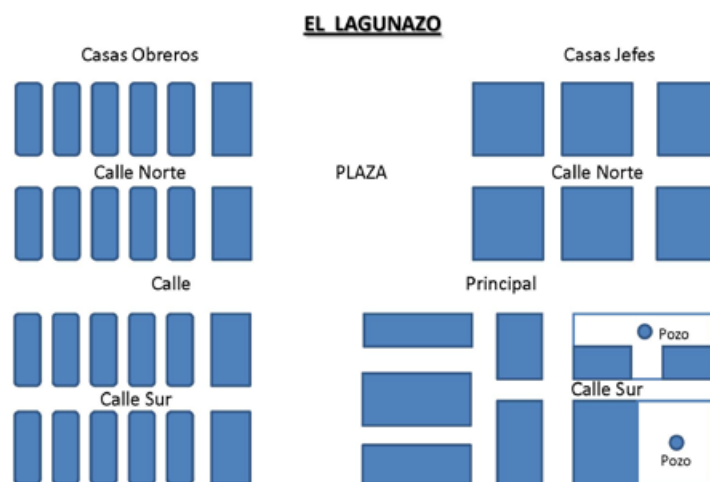 EL LAGUNAZO
Casas Obreros
Casas Jefes
Calle Norte
PLAZA
Calle Norte
Calle
Principal
Pozo
Calle Sur
Calle Sur
Pozo